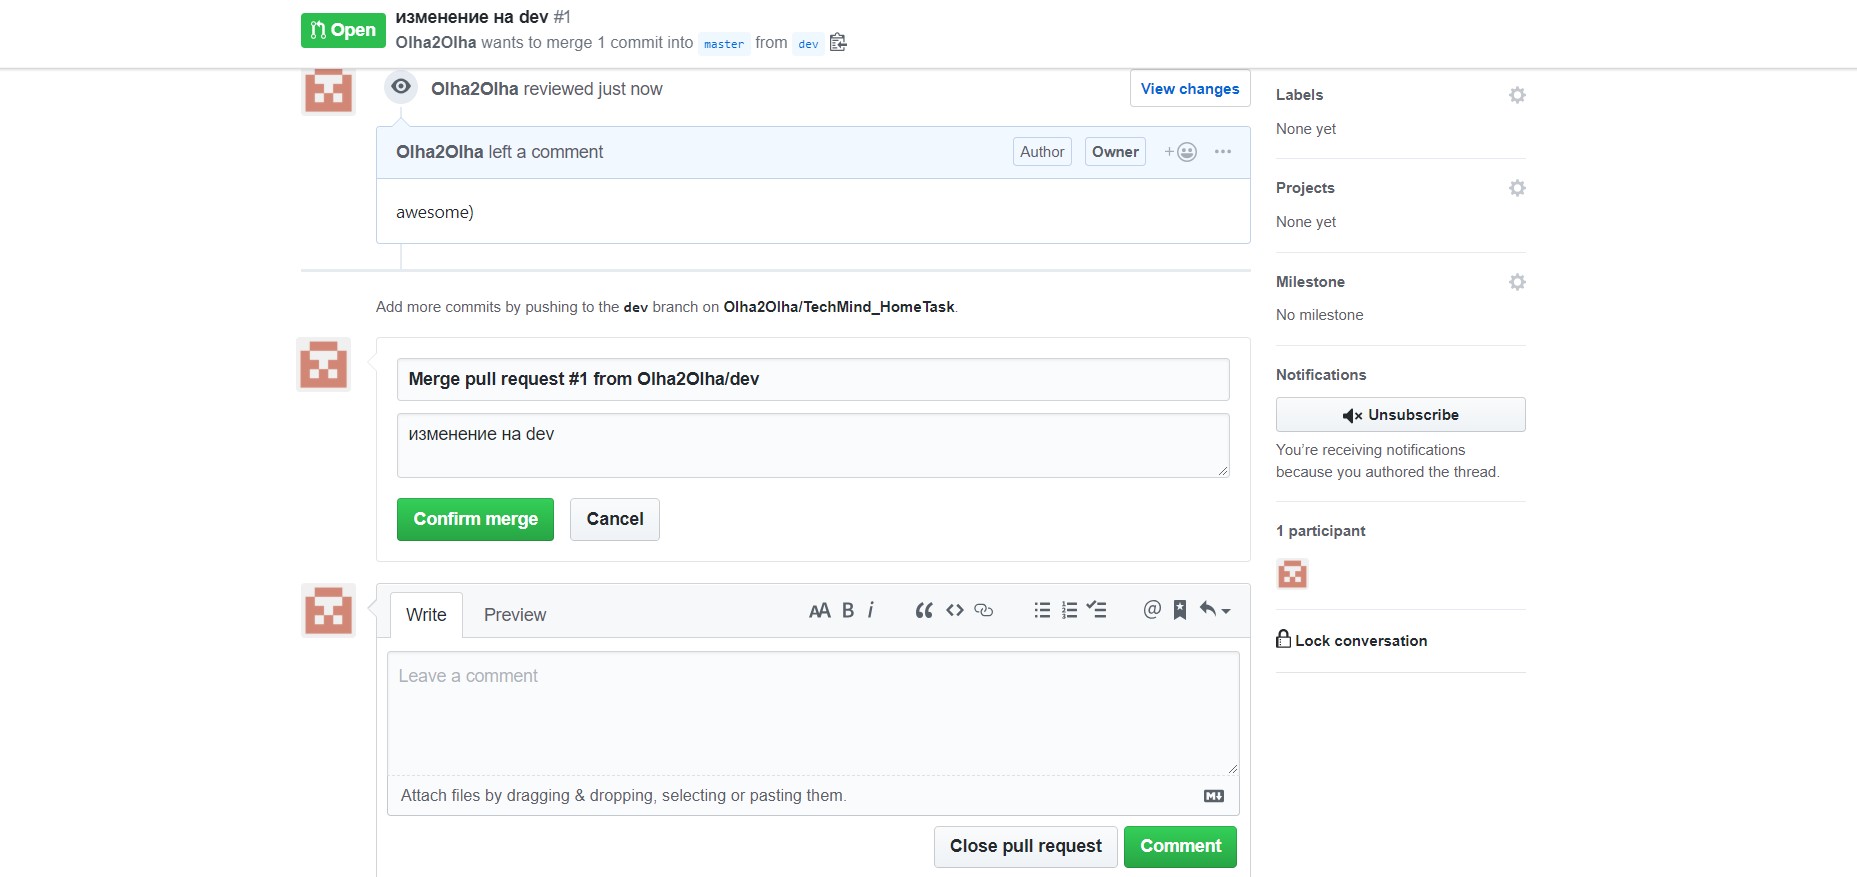 Open
изменение на dev #1
Olha2Olha wants to merge 1 commit into master from dev
Olha2Olha reviewed just now
View changes
Olha2Olha left a comment
Author
Owner
awesome)
Add more commits by pushing to the dev branch on Olha2Olha/TechMind_HomeTask.
Merge pull request #1 from Olha2Olha/dev
изменение на dev
Confirm merge
Cancel
Write
Preview
Leave a comment
Attach files by dragging & dropping, selecting or pasting them.
Close pull request
Comment
Labels
None yet
Projects
None yet
Milestone
No milestone
Notifications
Unsubscribe
You’re receiving notifications
because you authored the thread.
1 participant
Lock conversation